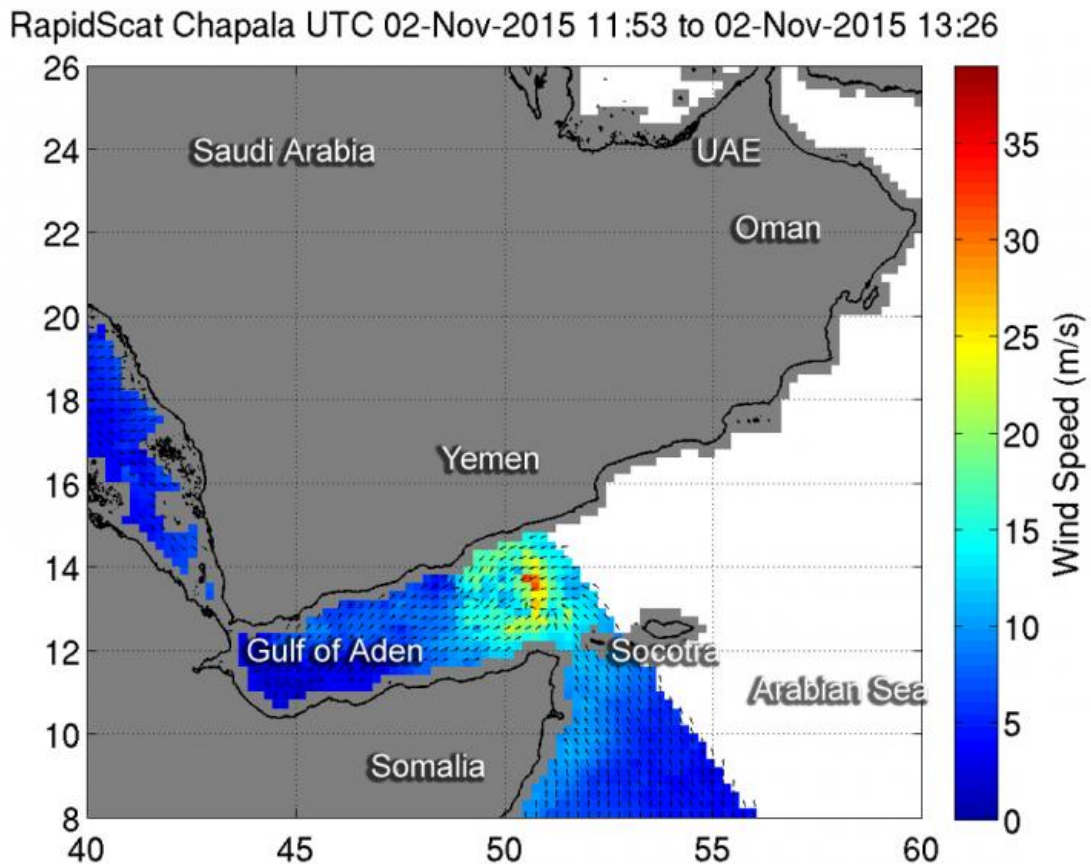 RapidScat Chapala UTC 02-Nov-2015 11:53 to 02-Nov-2015 13:26
26
24
22
20
18
16
14
12
10
8
40
45
50
55
60
Saudi Arabia
UAE
Oman
Yemen
Gulf of Aden
Socotra
Arabian Sea
Somalia
35
30
25
20
15
10
5
0
Wind Speed (m/s)